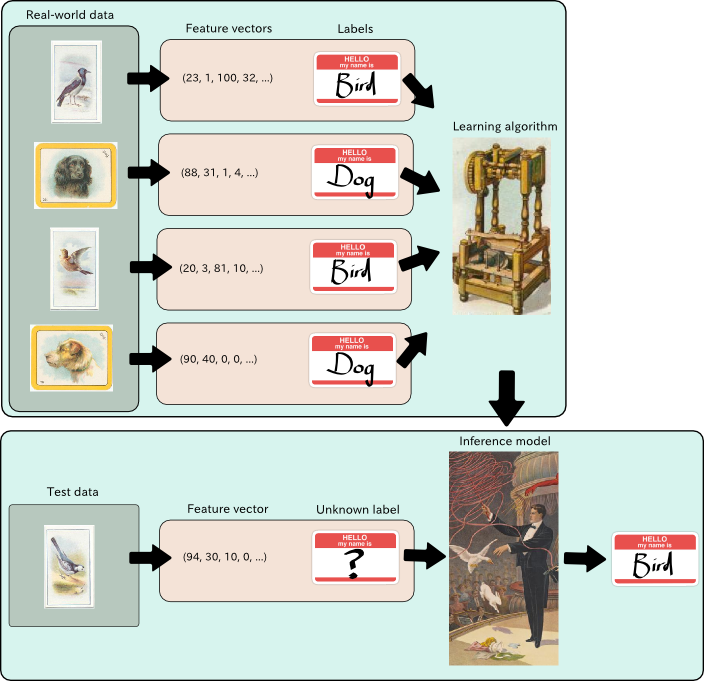 Real-world data
Feature vectors
Labels
(23, 1, 100, 32, ...)
HELLO
my name is
Bird
(88, 31, 1, 4, ...)
HELLO
my name is
Dog
(20, 3, 81, 10, ...)
HELLO
my name is
Bird
(90, 40, 0, 0, ...)
HELLO
my name is
Dog
Learning algorithm
Test data
Feature vector
Unknown label
Inference model
(94, 30, 10, 0, ...)
HELLO
my name is
?
HELLO
my name is
Bird